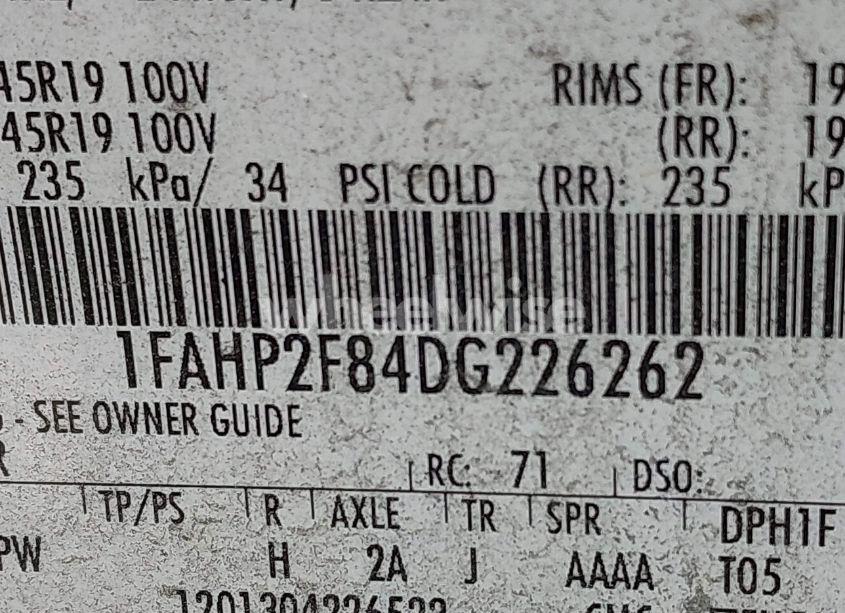 45R19 100V RIMS (FR): 19
45R19 100V (RR): 19
235 kPa/ 34 PSI COLD (RR): 235 kP
wheelwise
1FAHP2F84DG226262
- SEE OWNER GUIDE
R RC: 71 DSO:
TP/PS R AXLE TR SPR DPH1F
PW H 2A J AAAA T05